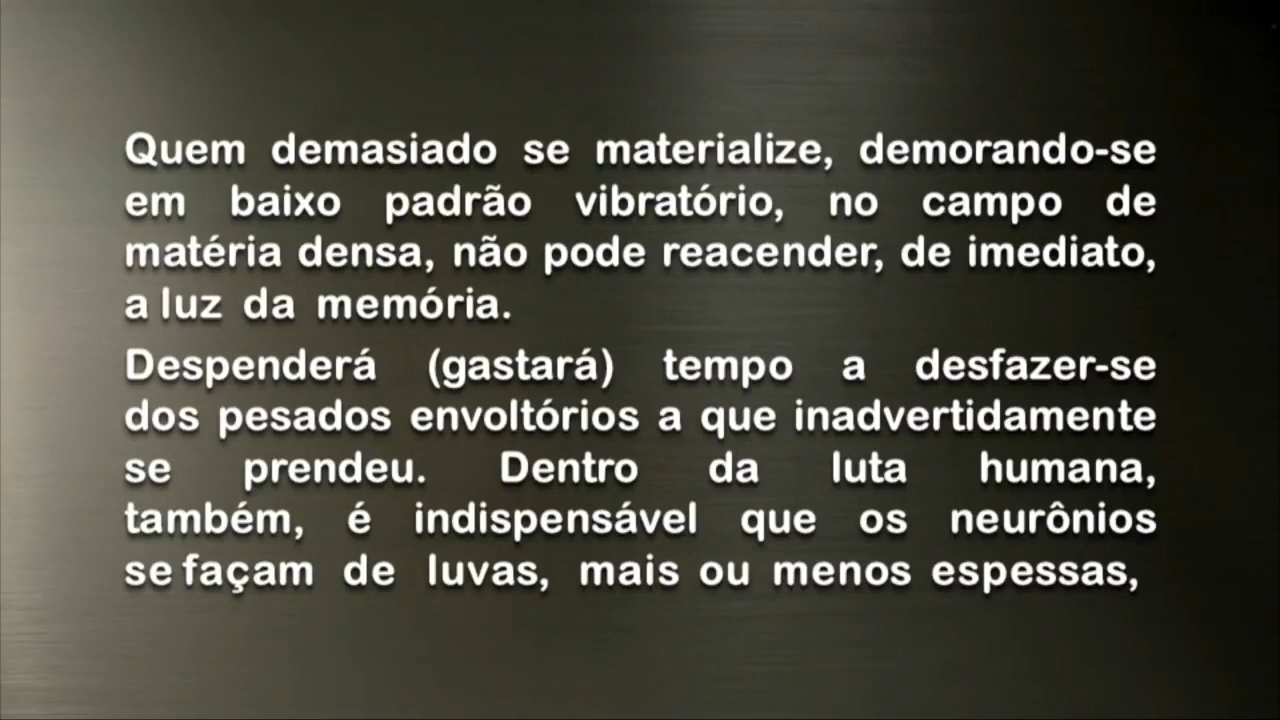 Quem demasiado se materialize, demorando-se
em baixo padrão vibratório, no campo de
matéria densa, não pode reacender, de imediato,
a luz da memória.
Despenderá (gastará) tempo a desfazer-se
dos pesados envoltórios a que inadvertidamente
se prendeu. Dentro da luta humana,
também, é indispensável que os neurônios
se façam de luvas, mais ou menos espessas,